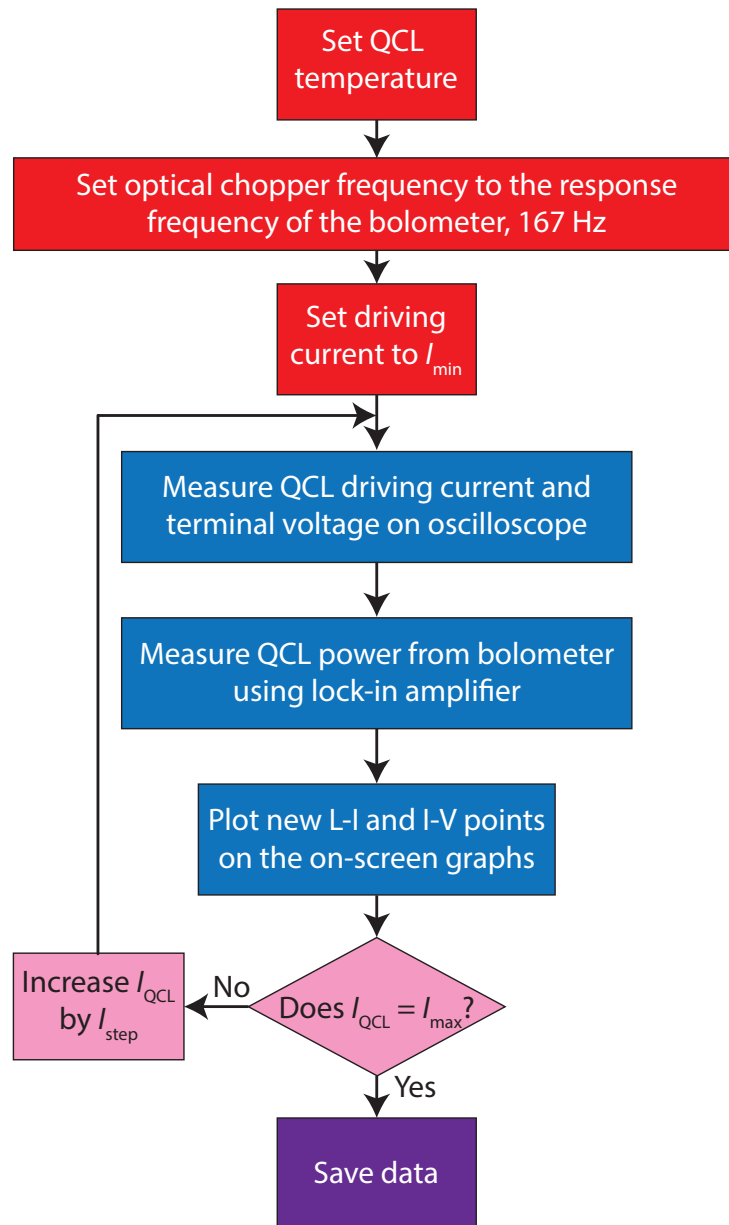 Set QCL
temperature
Set optical chopper frequency to the response
frequency of the bolometer, 167 Hz
Set driving
current to Imin
Measure QCL driving current and
terminal voltage on oscilloscope
Measure QCL power from bolometer
using lock-in amplifier
Plot new L-I and I-V points
on the on-screen graphs
Does IQCL = Imax?
No
Increase IQCL
by Istep
Yes
Save data